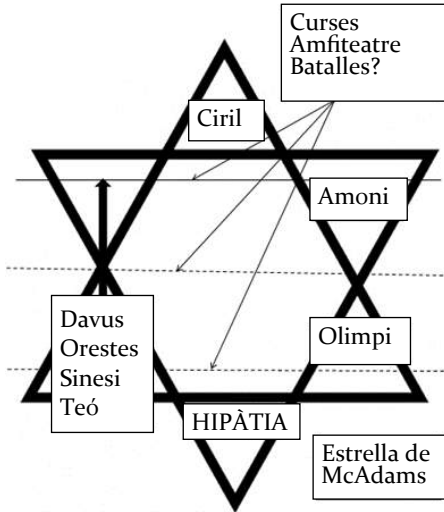 Curses
Amfiteatre
Batalles?
Ciril
Amoni
Davus
Orestes
Sinesi
Teó
Olimpi
HIPÀTIA
Estrella de
McAdams